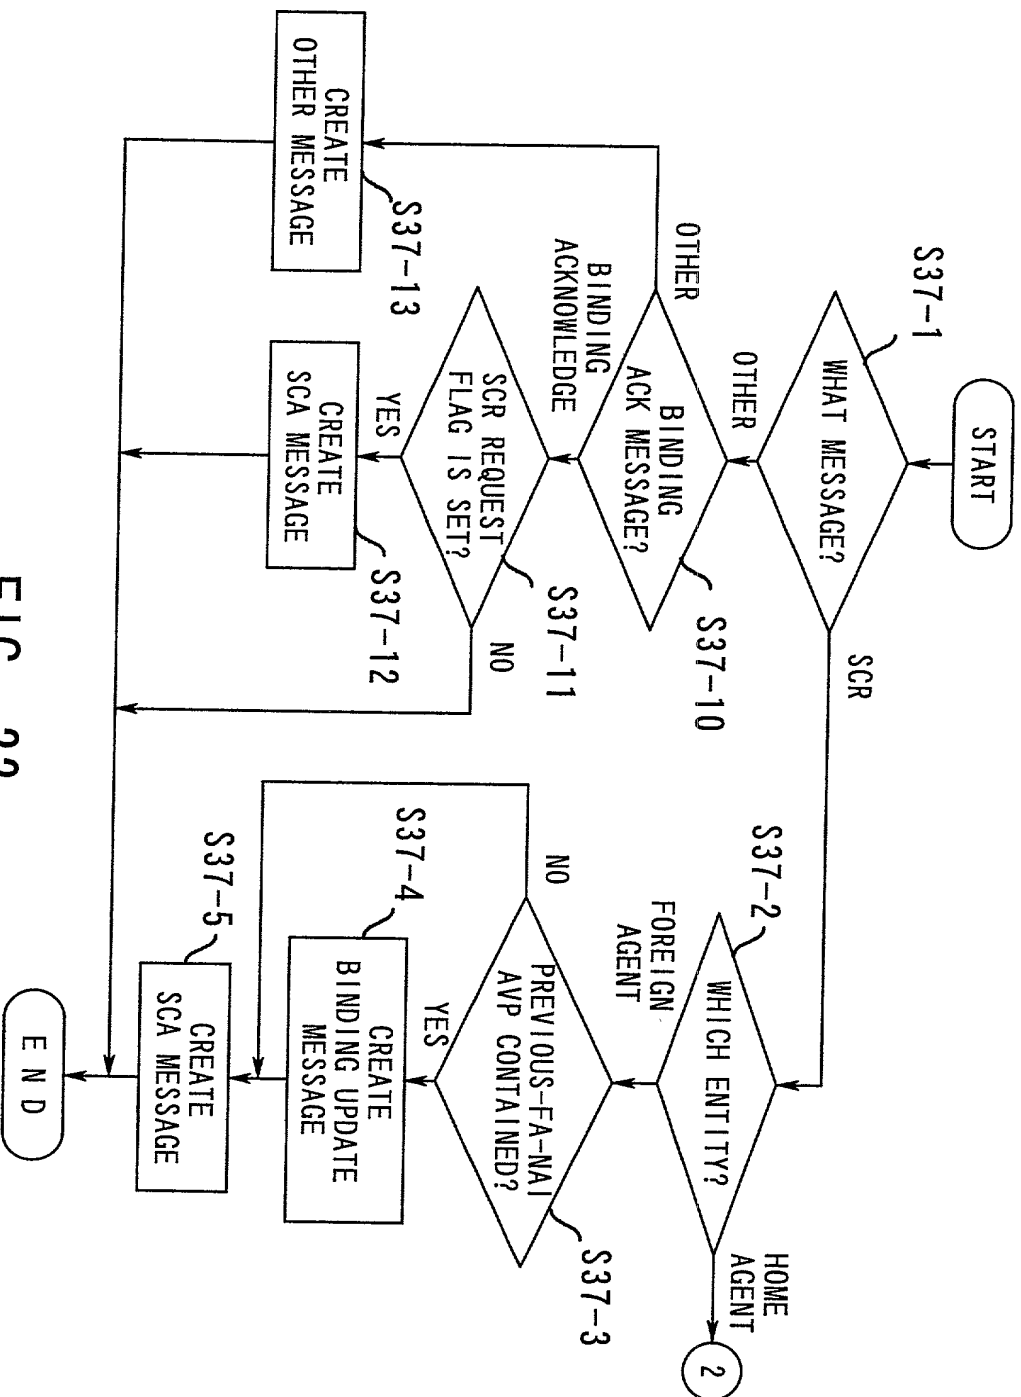 START
S37-1
WHAT MESSAGE?
OTHER
SCR
BINDING
ACK MESSAGE?
S37-10
OTHER
BINDING
ACKNOWLEDGE
SCR REQUEST
FLAG IS SET?
S37-11
YES
NO
CREATE
SCA MESSAGE
S37-12
CREATE
OTHER MESSAGE
S37-13
S37-2
WHICH ENTITY?
HOME
AGENT
2
FOREIGN
AGENT
PREVIOUS-FA-NAI
AVP CONTAINED?
S37-3
NO
YES
S37-4
CREATE
BINDING UPDATE
MESSAGE
S37-5
CREATE
SCA MESSAGE
END